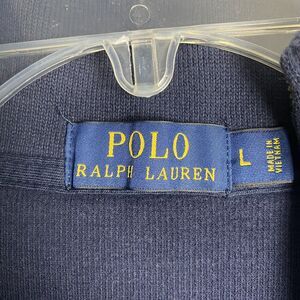 POLO
RALPH LAUREN
L
MADE IN
VIETNAM